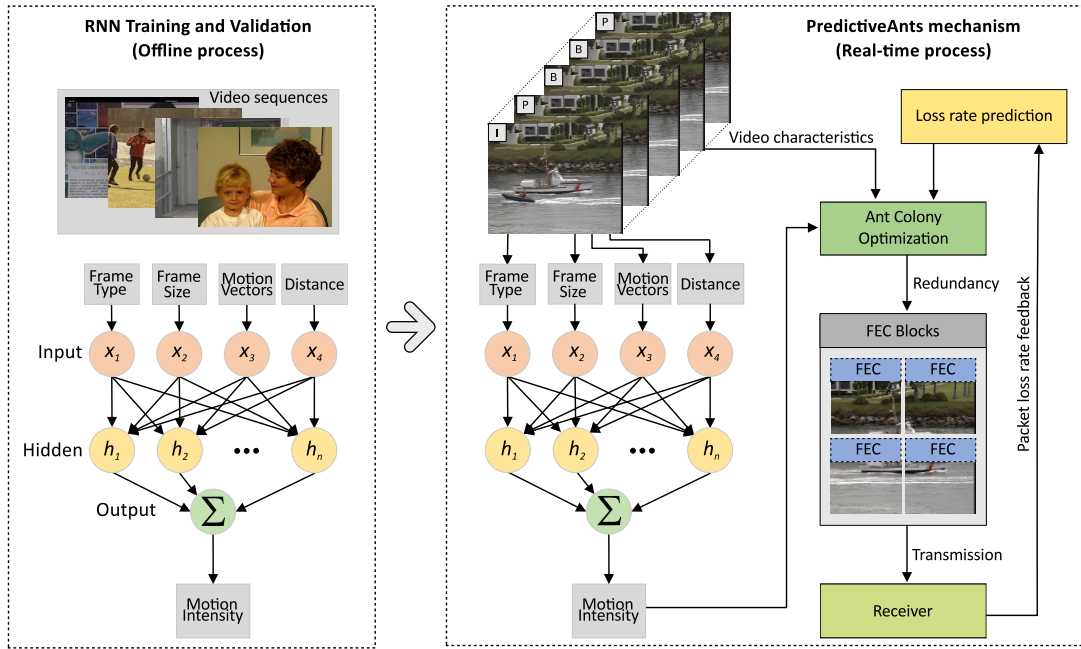 RNN Training and Validation
(Offline process)
Video sequences
Frame
Type
Frame
Size
Motion
Vectors
Distance
Input
x1
x2
x3
x4
Hidden
h1
h2
•••
hn
Output
Σ
Motion
Intensity
PredictiveAnts mechanism
(Real-time process)
P
B
B
P
I
Video characteristics
Loss rate prediction
Ant Colony
Optimization
Redundancy
FEC Blocks
FEC
FEC
FEC
FEC
Transmission
Receiver
Packet loss rate feedback
Frame
Type
Frame
Size
Motion
Vectors
Distance
x1
x2
x3
x4
h1
h2
•••
hn
Σ
Motion
Intensity